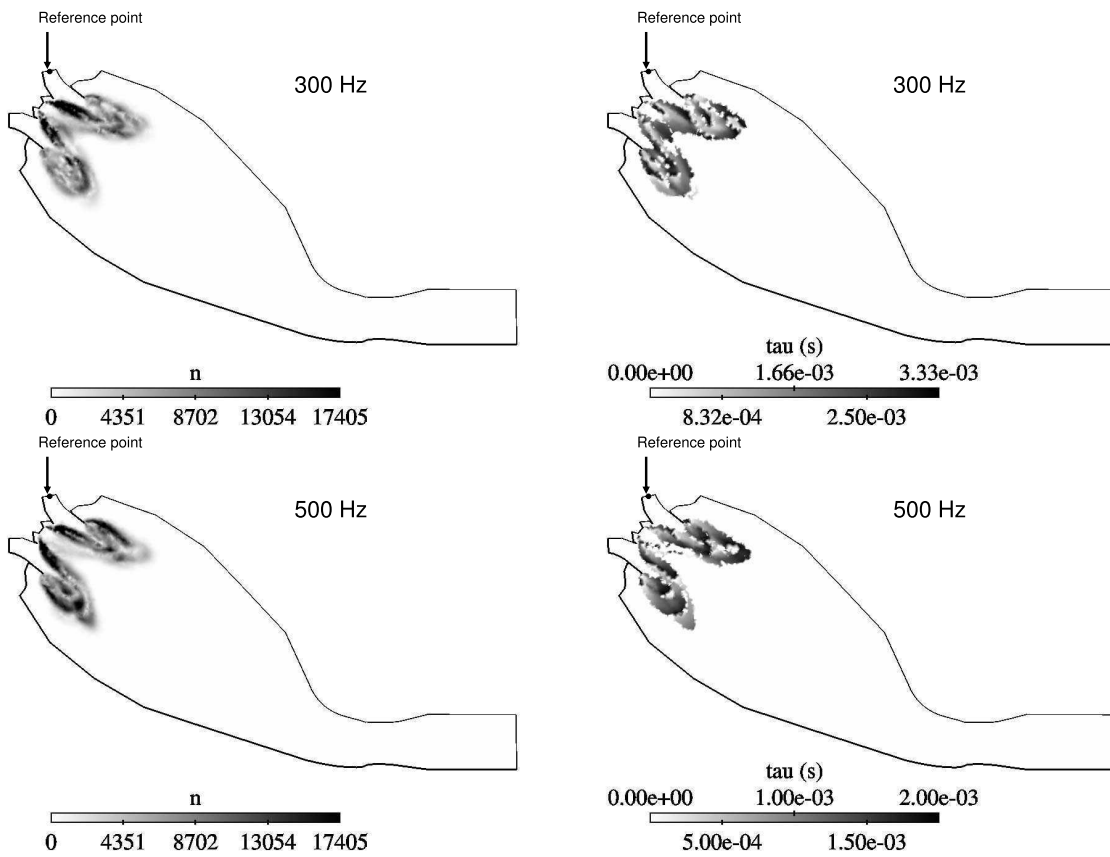 Reference point
300 Hz
n
0 4351 8702 13054 17405
Reference point
300 Hz
tau (s)
0.00e+00 1.66e-03 3.33e-03
8.32e-04 2.50e-03
Reference point
500 Hz
n
0 4351 8702 13054 17405
Reference point
500 Hz
tau (s)
0.00e+00 1.00e-03 2.00e-03
5.00e-04 1.50e-03